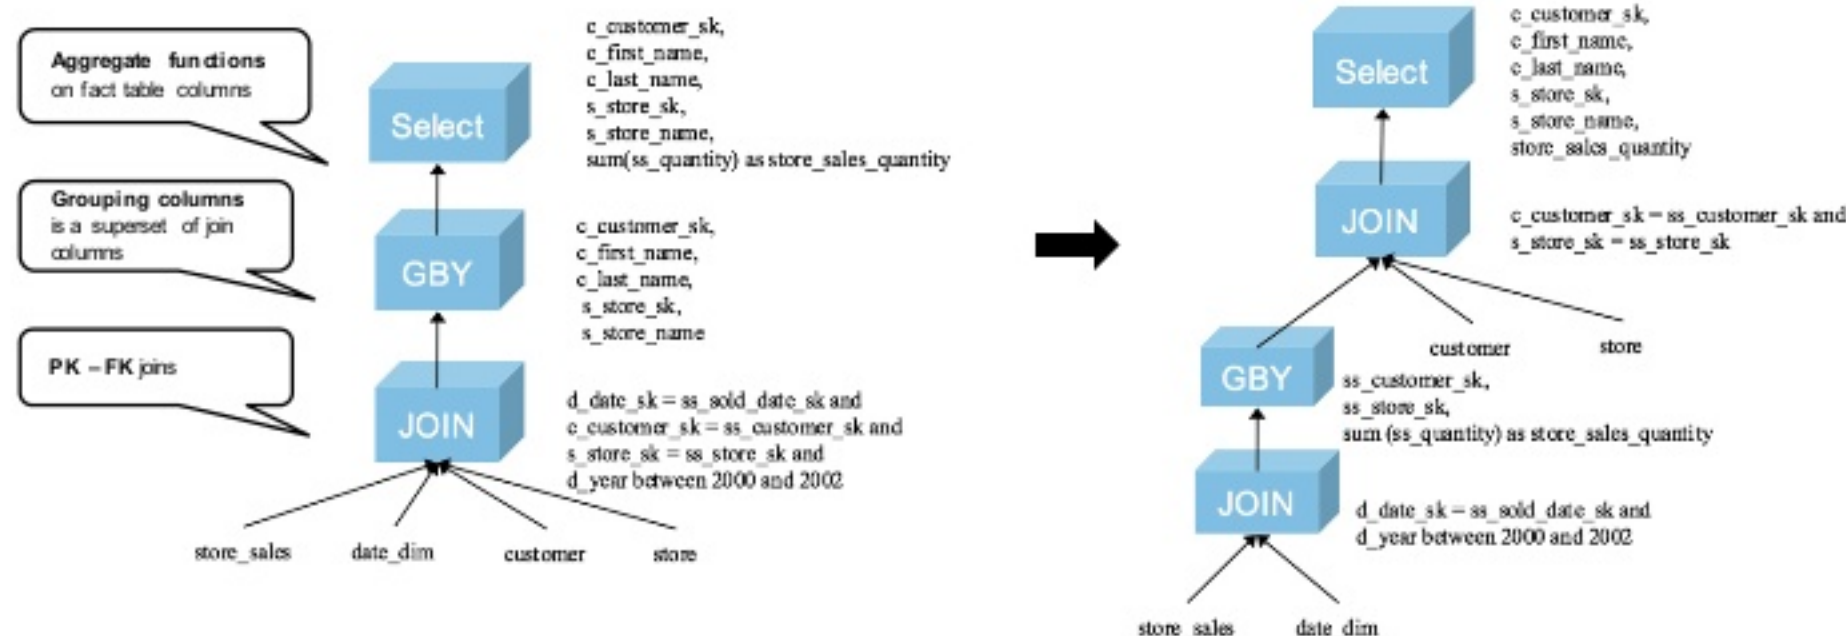 Aggregate functions
on fact table columns
Grouping columns
is a superset of join
columns
PK – FK joins
Select
c_customer_sk,
c_first_name,
c_last_name,
s_store_sk,
s_store_name,
sum(ss_quantity) as store_sales_quantity
GBY
c_customer_sk,
c_first_name,
c_last_name,
s_store_sk,
s_store_name
JOIN
d_date_sk = ss_sold_date_sk and
c_customer_sk = ss_customer_sk and
s_store_sk = ss_store_sk and
d_year between 2000 and 2002
store_sales
date_dim
customer
store
Select
c_customer_sk,
c_first_name,
c_last_name,
s_store_sk,
s_store_name,
store_sales_quantity
JOIN
c_customer_sk = ss_customer_sk and
s_store_sk = ss_store_sk
customer
store
GBY
ss_customer_sk,
ss_store_sk,
sum (ss_quantity) as store_sales_quantity
JOIN
d_date_sk = ss_sold_date_sk and
d_year between 2000 and 2002
store_sales
date_dim